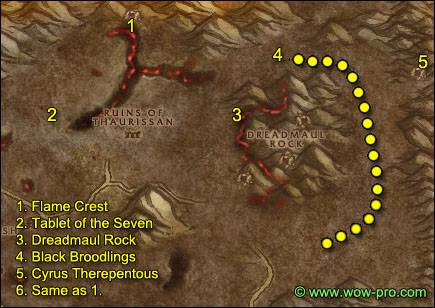 1
4
5
2
RUINS OF
THAURISSAN
3
DREADMAUL
ROCK
1. Flame Crest
2. Tablet of the Seven
3. Dreadmaul Rock
4. Black Broodlings
5. Cyrus Therepentous
6. Same as 1.
© www.wow-pro.com